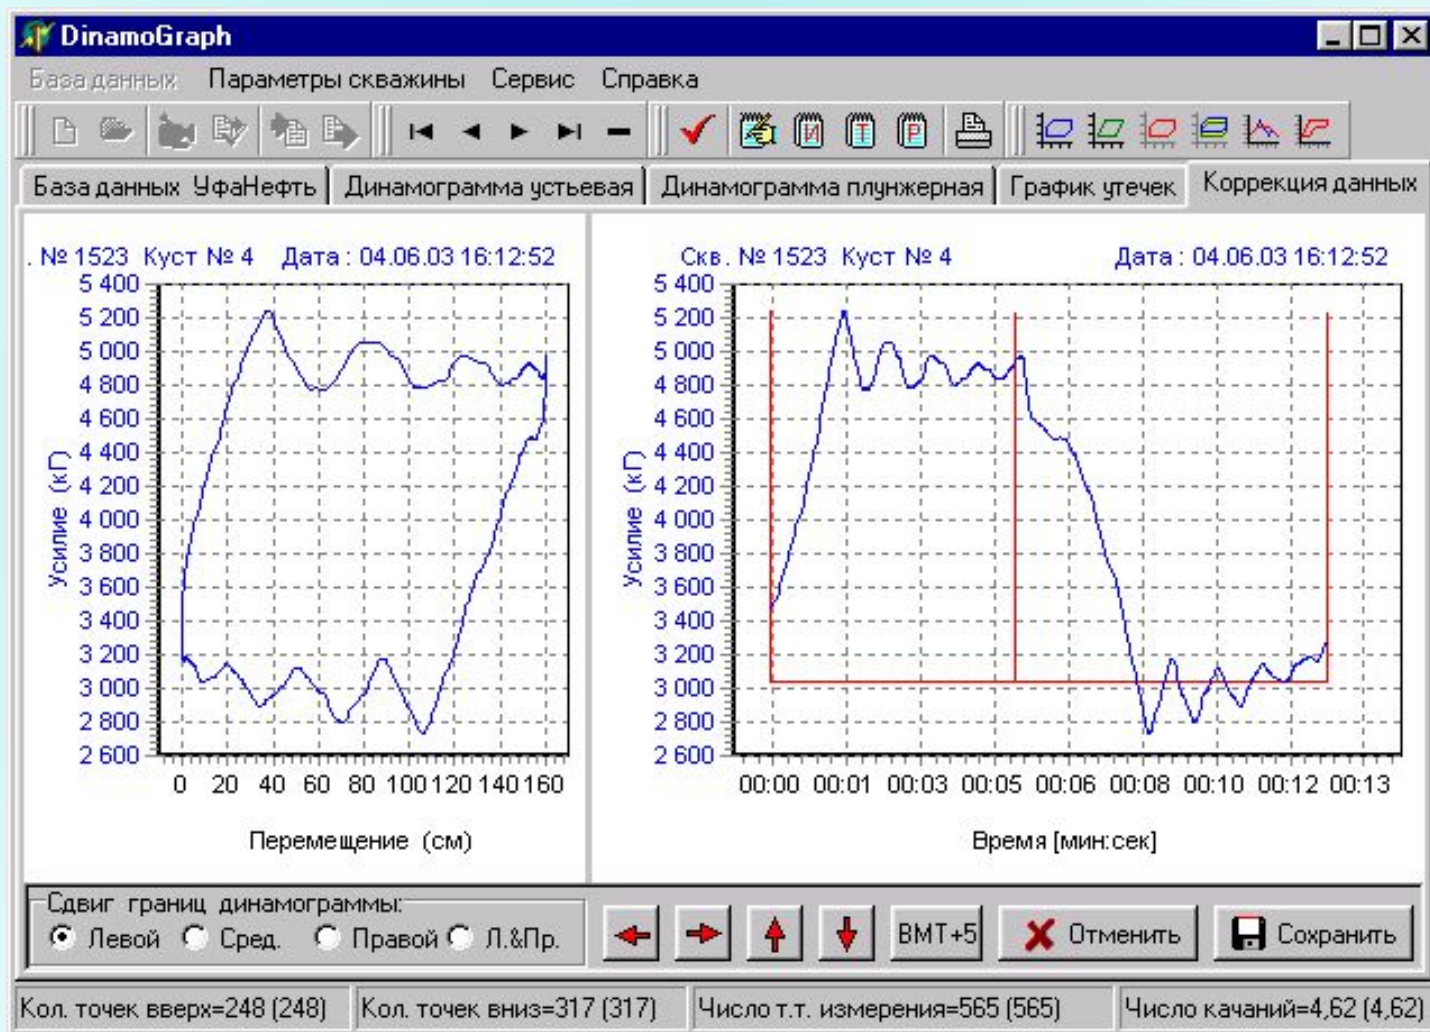 DinamoGraph
База данных Параметры скважины Сервис Справка
И Т Р
База данных УфаНефть Динамограмма устьевая Динамограмма плунжерная График утечек Коррекция данных
. № 1523 Куст № 4 Дата : 04.06.03 16:12:52
5 400
5 200
5 000
4 800
4 600
4 400
4 200
4 000
3 800
3 600
3 400
3 200
3 000
2 800
2 600
Усилие (кГ)
0 20 40 60 80 100 120 140 160
Перемещение (см)
Скв. № 1523 Куст № 4 Дата : 04.06.03 16:12:52
5 400
5 200
5 000
4 800
4 600
4 400
4 200
4 000
3 800
3 600
3 400
3 200
3 000
2 800
2 600
Усилие (кГ)
00:00 00:01 00:03 00:05 00:06 00:08 00:10 00:12 00:13
Время [мин:сек]
Сдвиг границ динамограммы:
Левой Сред. Правой Л.&Пр.
ВМТ+5 Отменить Сохранить
Кол. точек вверх=248 (248) Кол. точек вниз=317 (317) Число т.т. измерения=565 (565) Число качаний=4,62 (4,62)